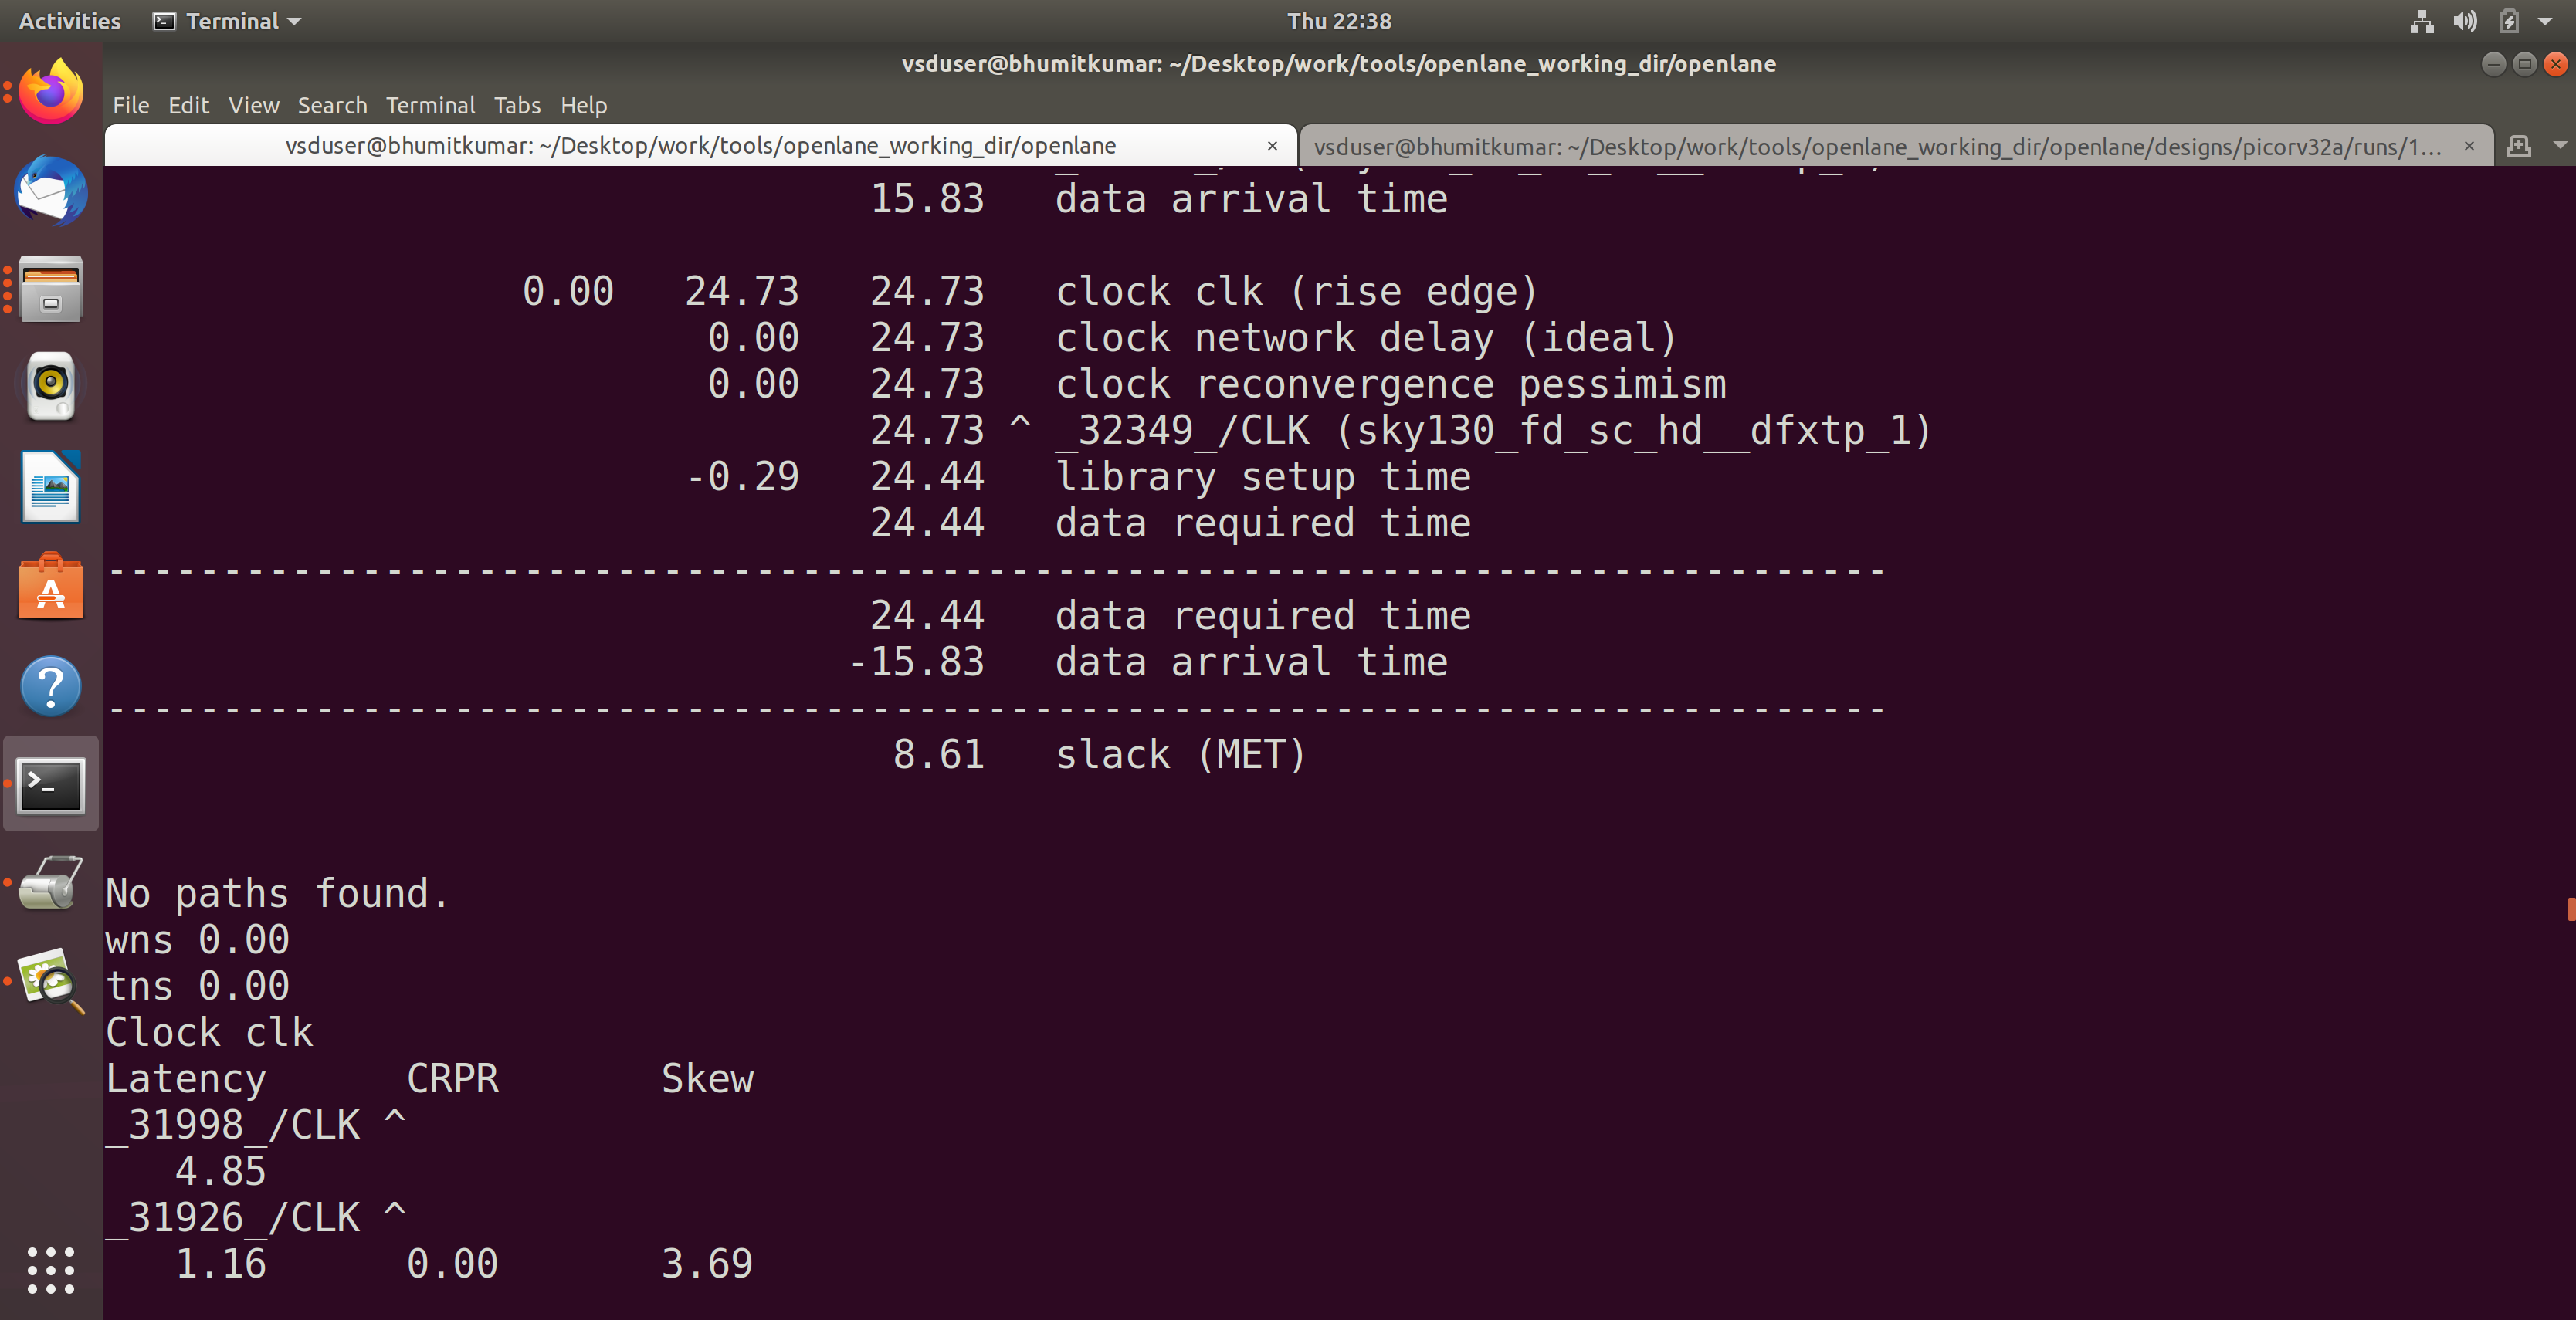 Activities Terminal Thu 22:38
vsduser@bhumitkumar: ~/Desktop/work/tools/openlane_working_dir/openlane
File Edit View Search Terminal Tabs Help
vsduser@bhumitkumar: ~/Desktop/work/tools/openlane_working_dir/openlane × vsduser@bhumitkumar: ~/Desktop/work/tools/openlane_working_dir/openlane/designs/picorv32a/runs/1... ×
15.83 data arrival time
0.00 24.73 24.73 clock clk (rise edge)
0.00 24.73 clock network delay (ideal)
0.00 24.73 clock reconvergence pessimism
24.73 ^ _32349_/CLK (sky130_fd_sc_hd__dfxtp_1)
-0.29 24.44 library setup time
24.44 data required time
-----------------------------------------------------------------------------
24.44 data required time
-15.83 data arrival time
-----------------------------------------------------------------------------
8.61 slack (MET)
No paths found.
wns 0.00
tns 0.00
Clock clk
Latency CRPR Skew
_31998_/CLK ^
4.85
_31926_/CLK ^
1.16 0.00 3.69